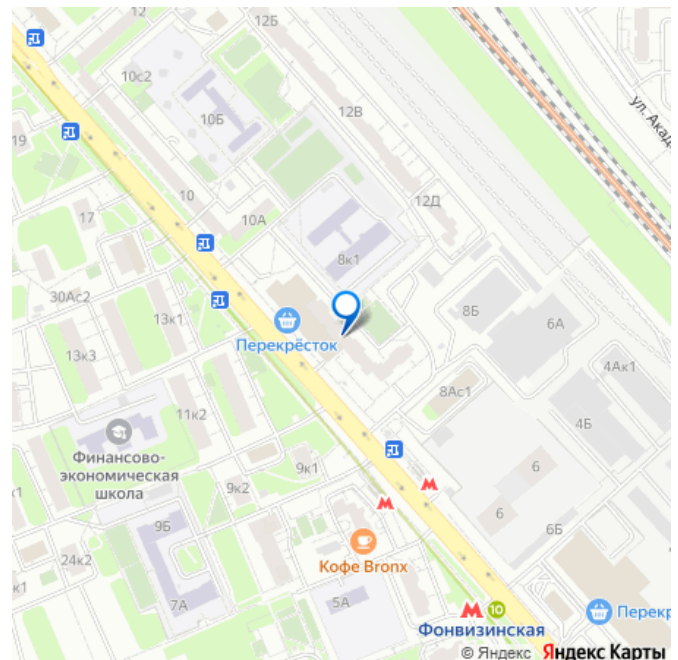 12
12Б
10с2
10Б
12В
ул. Акад
19
10
12Д
17
10А
8к1
30Ас2
13к1
8Б
6А
Перекрёсток
13к3
4Ак1
8Ас1
11к2
4Б
Финансово-
экономическая
школа
к1
9к1
6
9к2
6
9Б
6Б
24к2
Кофе Bronx
к1
7А
5А
10
Перекр
Фонвизинская
© Яндекс Яндекс Карты